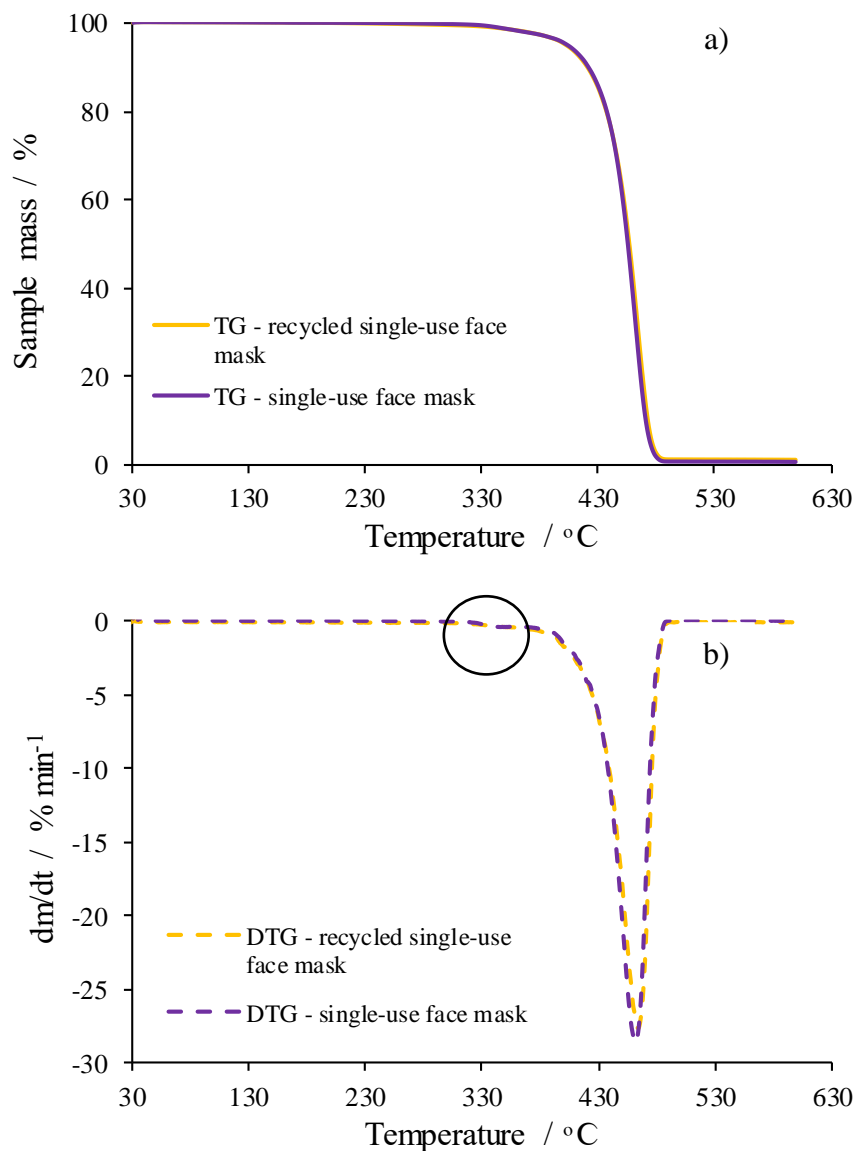 a)
100
80
60
40
20
0
Sample mass / %
TG - recycled single-use face
mask
TG - single-use face mask
30 130 230 330 430 530 630
Temperature / °C
b)
0
-5
-10
-15
-20
-25
-30
dm/dt / % min⁻¹
DTG - recycled single-use
face mask
DTG - single-use face mask
30 130 230 330 430 530 630
Temperature / °C